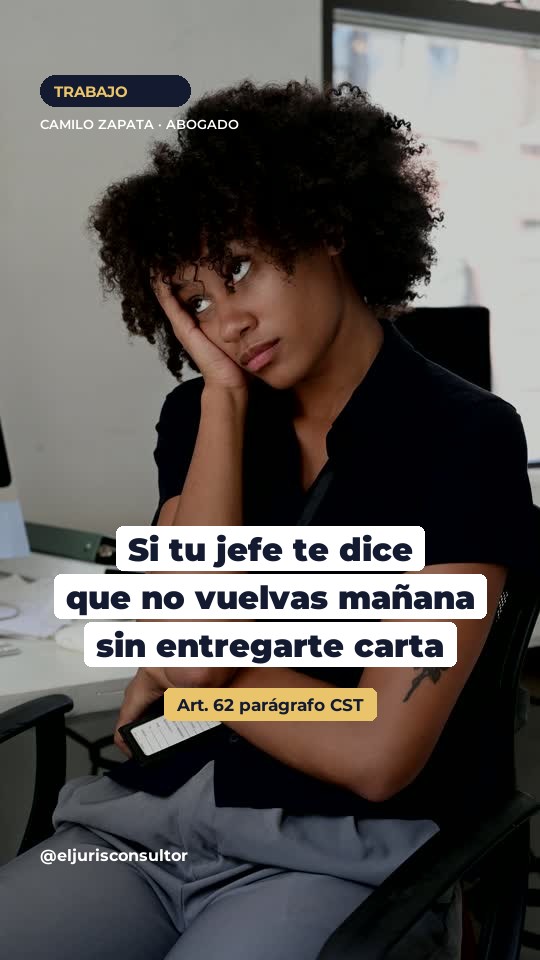 TRABAJO
CAMILO ZAPATA · ABOGADO
Si tu jefe te dice
que no vuelvas mañana
sin entregarte carta
Art. 62 parágrafo CST
@eljurisconsultor